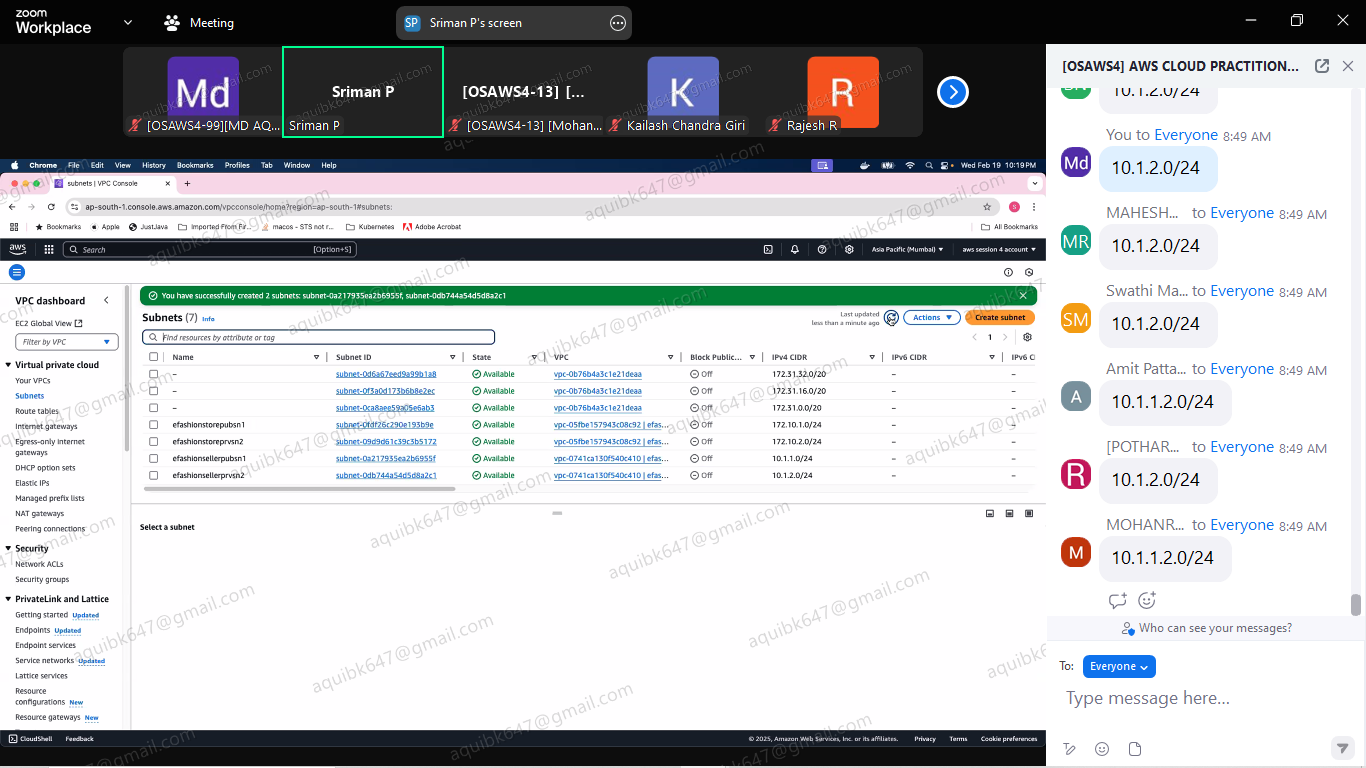 zoom
Workplace
Meeting
SP
Sriman P's screen
Md
[OSAWS4-99][MD AQ...
Sriman P
Sriman P
[OSAWS4-13] [...
[OSAWS4-13] [Mohan...
K
Kailash Chandra Giri
R
Rajesh R
Chrome File Edit View History Bookmarks Profiles Tab Window Help
Wed Feb 19 10:19 PM
subnets | VPC Console
ap-south-1.console.aws.amazon.com/vpcconsole/home?region=ap-south-1#subnets:
Bookmarks Apple JustJava Imported From Fir... macos - STS not r... Kubernetes Adobe Acrobat
All Bookmarks
aws
Search
[Option+S]
Asia Pacific (Mumbai)
aws session 4 account
VPC dashboard
EC2 Global View
Filter by VPC
Virtual private cloud
Your VPCs
Subnets
Route tables
Internet gateways
Egress-only internet
gateways
DHCP option sets
Elastic IPs
Managed prefix lists
NAT gateways
Peering connections
Security
Network ACLs
Security groups
PrivateLink and Lattice
Getting started Updated
Endpoints Updated
Endpoint services
Service networks Updated
Lattice services
Resource
configurations New
Resource gateways New
You have successfully created 2 subnets: subnet-0a217935ea2b6955f, subnet-0db744a54d5d8a2c1
Subnets (7) Info
Last updated
less than a minute ago
Actions
Create subnet
Find resources by attribute or tag
1
Name Subnet ID State VPC Block Public... IPv4 CIDR IPv6 CIDR IPv6 CI
– subnet-0d6a67eed9a99b1a8 Available vpc-0b76b4a3c1e21deaa Off 172.31.32.0/20 –
– subnet-0f3a0d173b6b8e2ec Available vpc-0b76b4a3c1e21deaa Off 172.31.16.0/20 –
– subnet-0ca8aee59a05e6ab3 Available vpc-0b76b4a3c1e21deaa Off 172.31.0.0/20 –
efashionstorepubsn1 subnet-0fdf26c290e193b9e Available vpc-05fbe157943c08c92 | efas... Off 172.10.1.0/24 –
efashionstoreprvsn2 subnet-09d9d61c39c3b5172 Available vpc-05fbe157943c08c92 | efas... Off 172.10.2.0/24 –
efashionsellerpubsn1 subnet-0a217935ea2b6955f Available vpc-0741ca130f540c410 | efas... Off 10.1.1.0/24 –
efashionsellerprvsn2 subnet-0db744a54d5d8a2c1 Available vpc-0741ca130f540c410 | efas... Off 10.1.2.0/24 –
Select a subnet
CloudShell Feedback
© 2025, Amazon Web Services, Inc. or its affiliates. Privacy Terms Cookie preferences
[OSAWS4] AWS CLOUD PRACTITION...
10.1.2.0/24
You to Everyone 8:49 AM
Md
10.1.2.0/24
MAHESH... to Everyone 8:49 AM
MR
10.1.2.0/24
Swathi Ma... to Everyone 8:49 AM
SM
10.1.2.0/24
Amit Patta... to Everyone 8:49 AM
A
10.1.1.2.0/24
[POTHAR... to Everyone 8:49 AM
R
10.1.2.0/24
MOHANR... to Everyone 8:49 AM
M
10.1.1.2.0/24
Who can see your messages?
To: Everyone
Type message here...
aquibk647@gmail.com